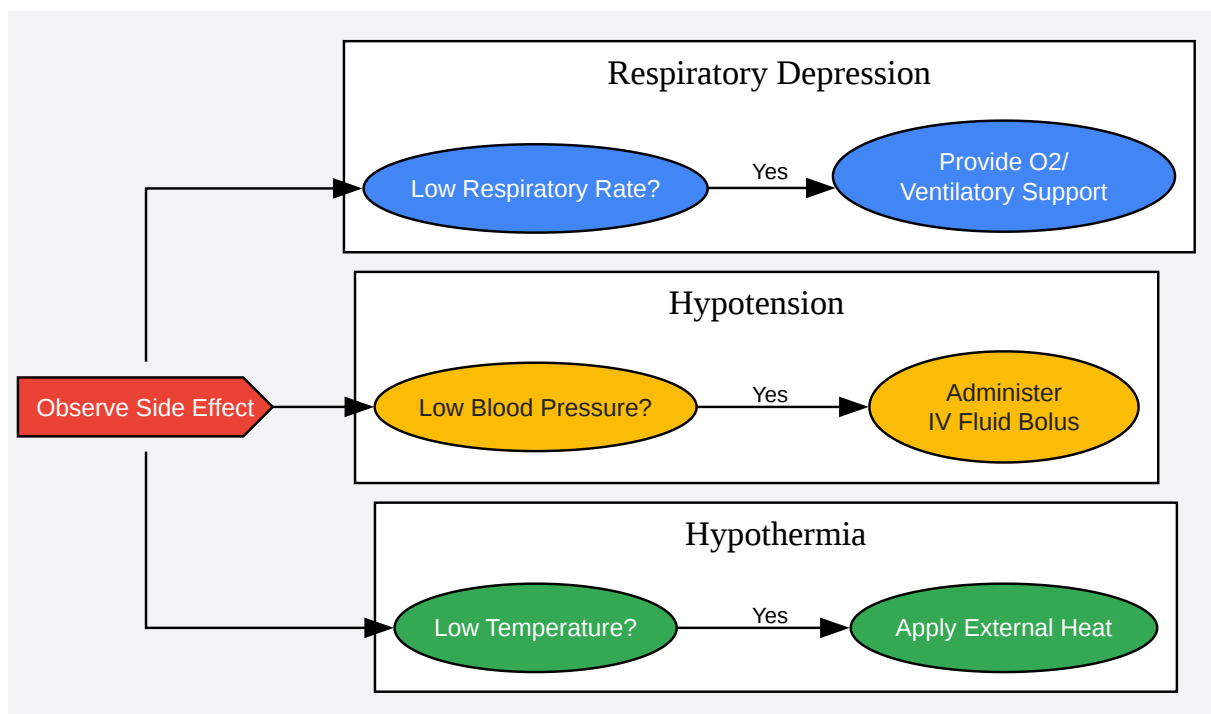 Respiratory Depression
Low Respiratory Rate?
Yes
Provide O2/
Ventilatory Support
Hypotension
Observe Side Effect
Low Blood Pressure?
Yes
Administer
IV Fluid Bolus
Hypothermia
Low Temperature?
Yes
Apply External Heat